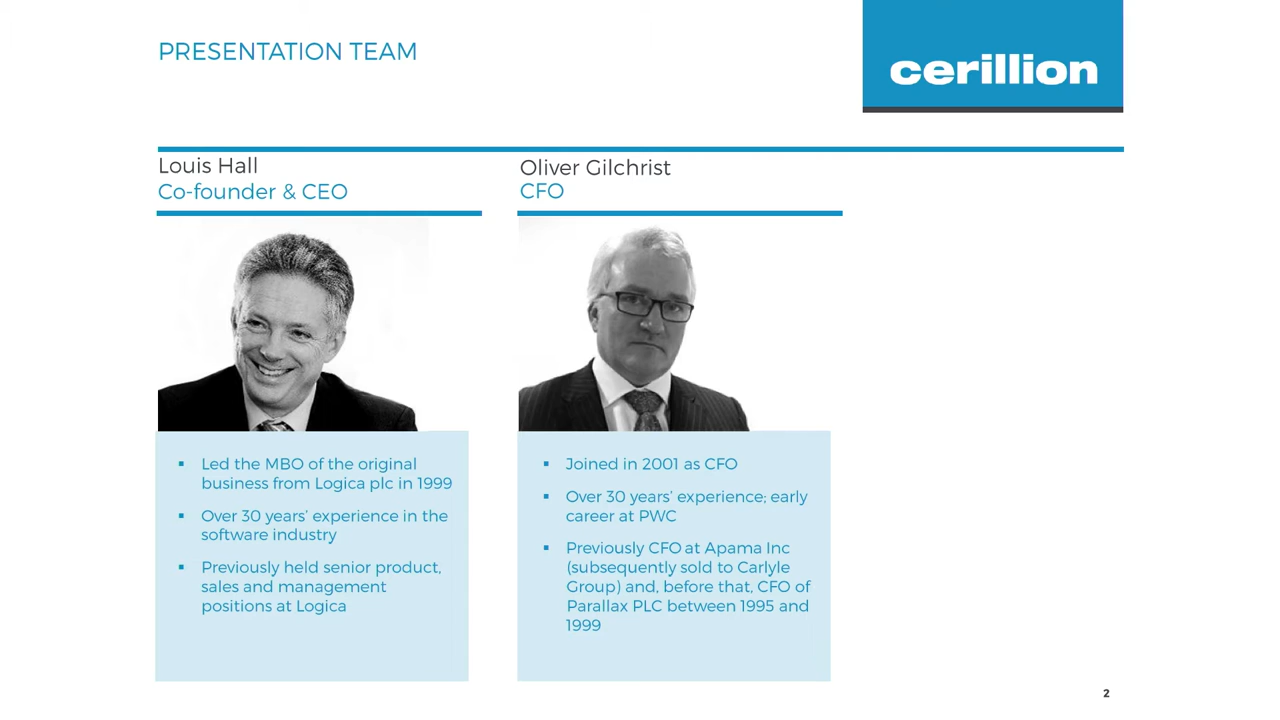 PRESENTATION TEAM
cerillion
Louis Hall
Co-founder & CEO
▪ Led the MBO of the original
business from Logica plc in 1999
▪ Over 30 years’ experience in the
software industry
▪ Previously held senior product,
sales and management
positions at Logica
Oliver Gilchrist
CFO
▪ Joined in 2001 as CFO
▪ Over 30 years’ experience; early
career at PWC
▪ Previously CFO at Apama Inc
(subsequently sold to Carlyle
Group) and, before that, CFO of
Parallax PLC between 1995 and
1999
2